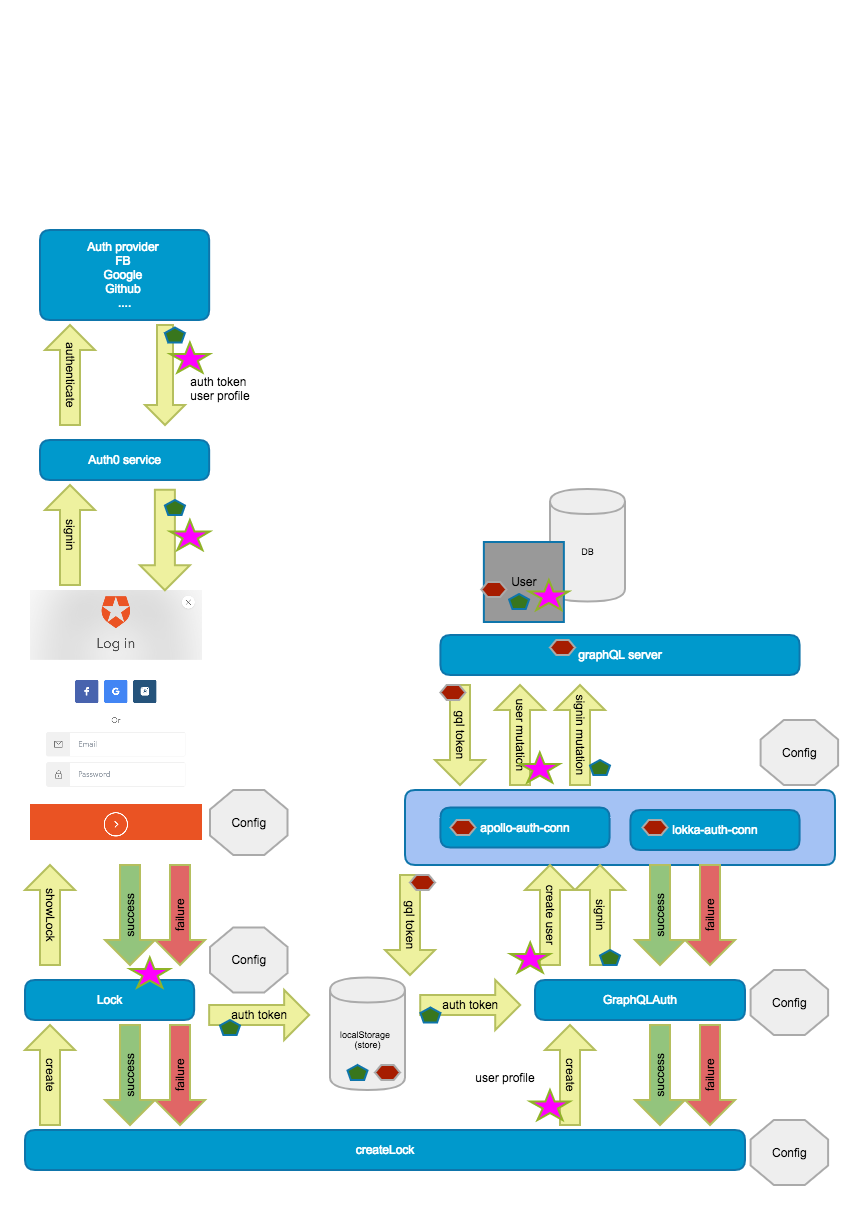 Auth provider
FB
Google
Github
....
authenticate
auth token
user profile
Auth0 service
signin
DB
User
Log in
graphQL server
f
G
Or
Email
Password
gql token
user mutation
signin mutation
Config
Config
apollo-auth-conn
lokka-auth-conn
showLock
success
failure
gql token
create user
signin
success
failure
Config
Lock
auth token
auth token
GraphQLAuth
Config
localStorage
(store)
create
success
failure
user profile
create
success
failure
createLock
Config